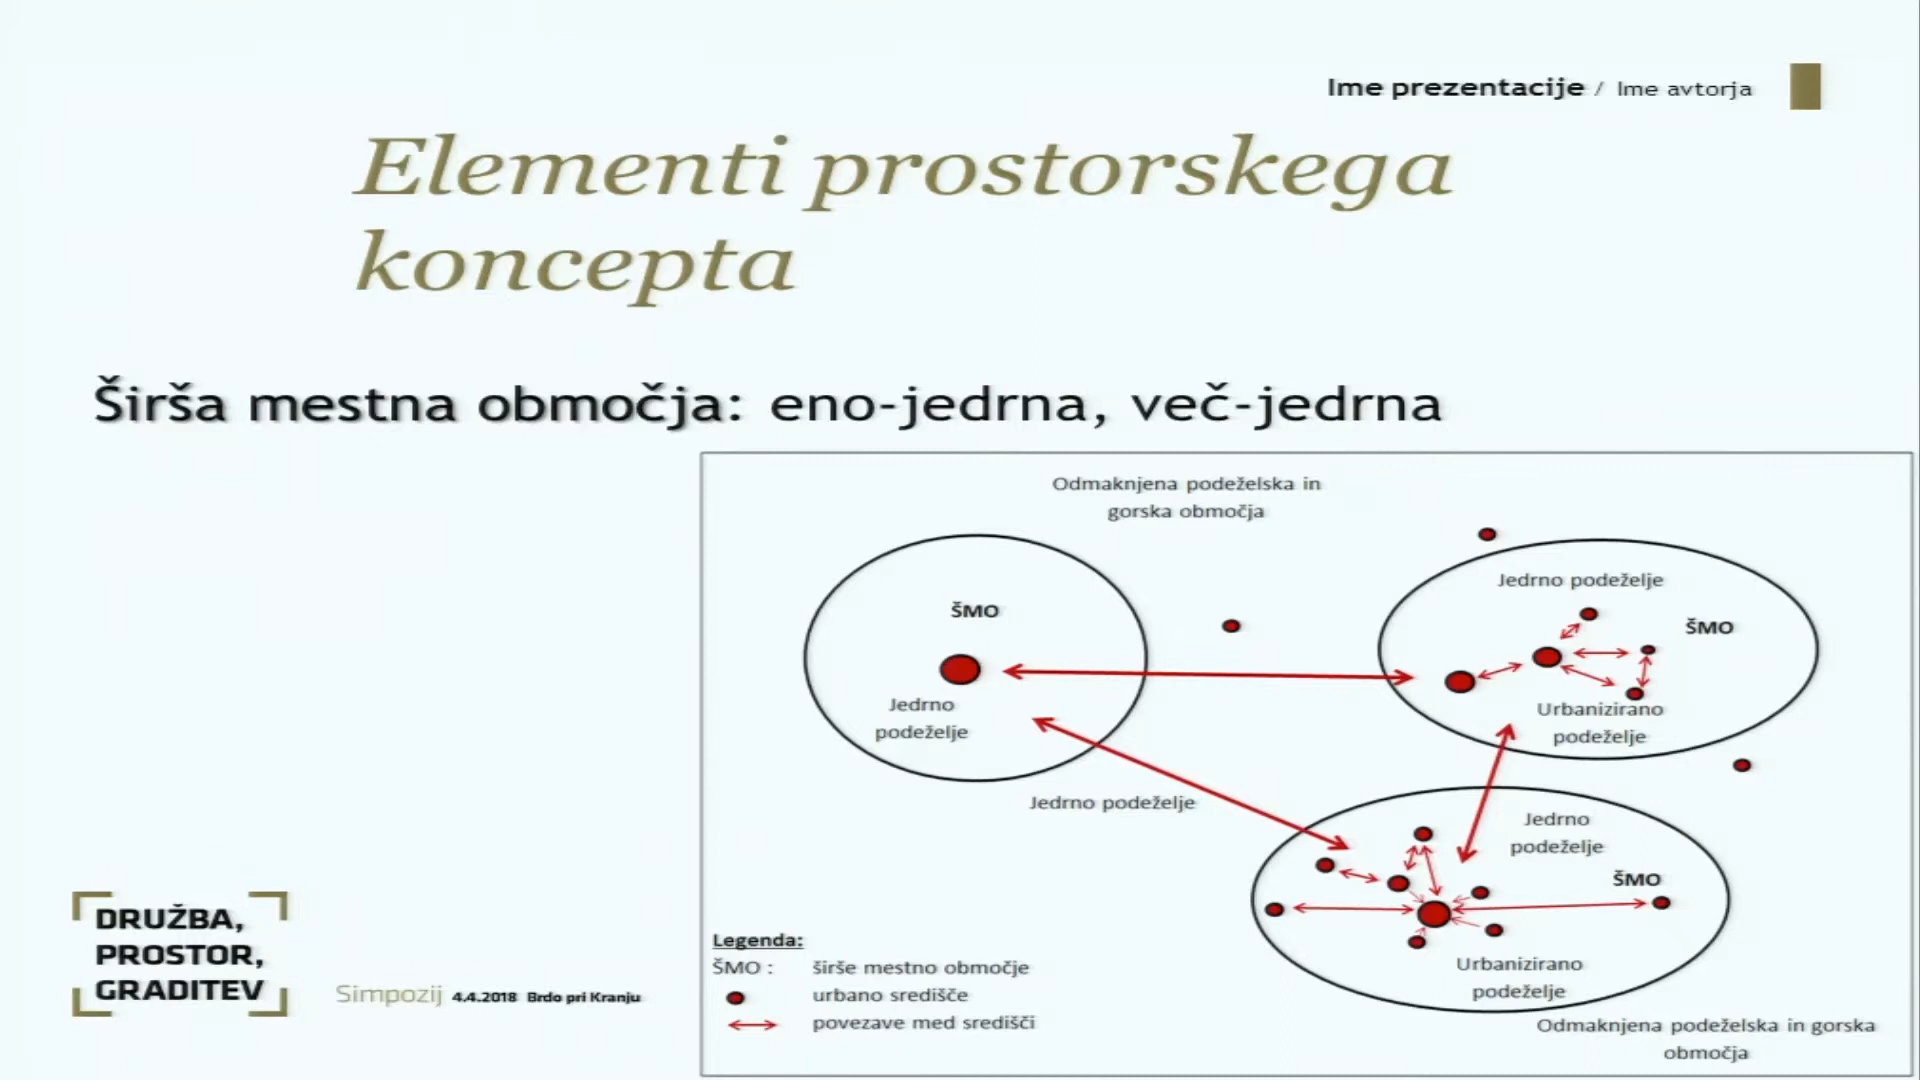 Ime prezentacije / Ime avtorja
Elementi prostorskega
koncepta
Širša mestna območja: eno-jedrna, več-jedrna
Odmaknjena podeželska in
gorska območja
ŠMO
Jedrno
podeželje
Jedrno podeželje
ŠMO
Urbanizirano
podeželje
Jedrno podeželje
Jedrno
podeželje
ŠMO
Urbanizirano
podeželje
Odmaknjena podeželska in gorska
območja
Legenda:
ŠMO : širše mestno območje
urbano središče
povezave med središči
DRUŽBA,
PROSTOR,
GRADITEV
Simpozij 4.4.2018 Brdo pri Kranju